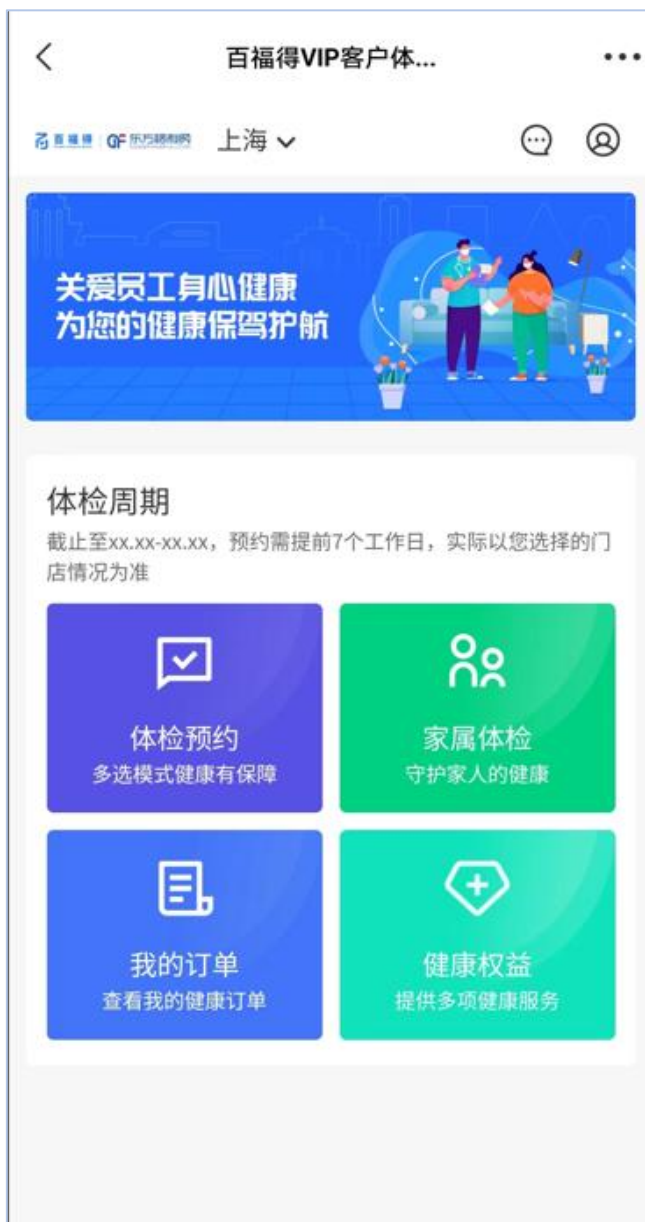 百福得VIP客户体...
百福得
上海
关爱员工身心健康
为您的健康保驾护航
体检周期
截止至xx.xx-xx.xx，预约需提前7个工作日，实际以您选择的门
店情况为准
体检预约
多选模式健康有保障
家属体检
守护家人的健康
我的订单
查看我的健康订单
健康权益
提供多项健康服务